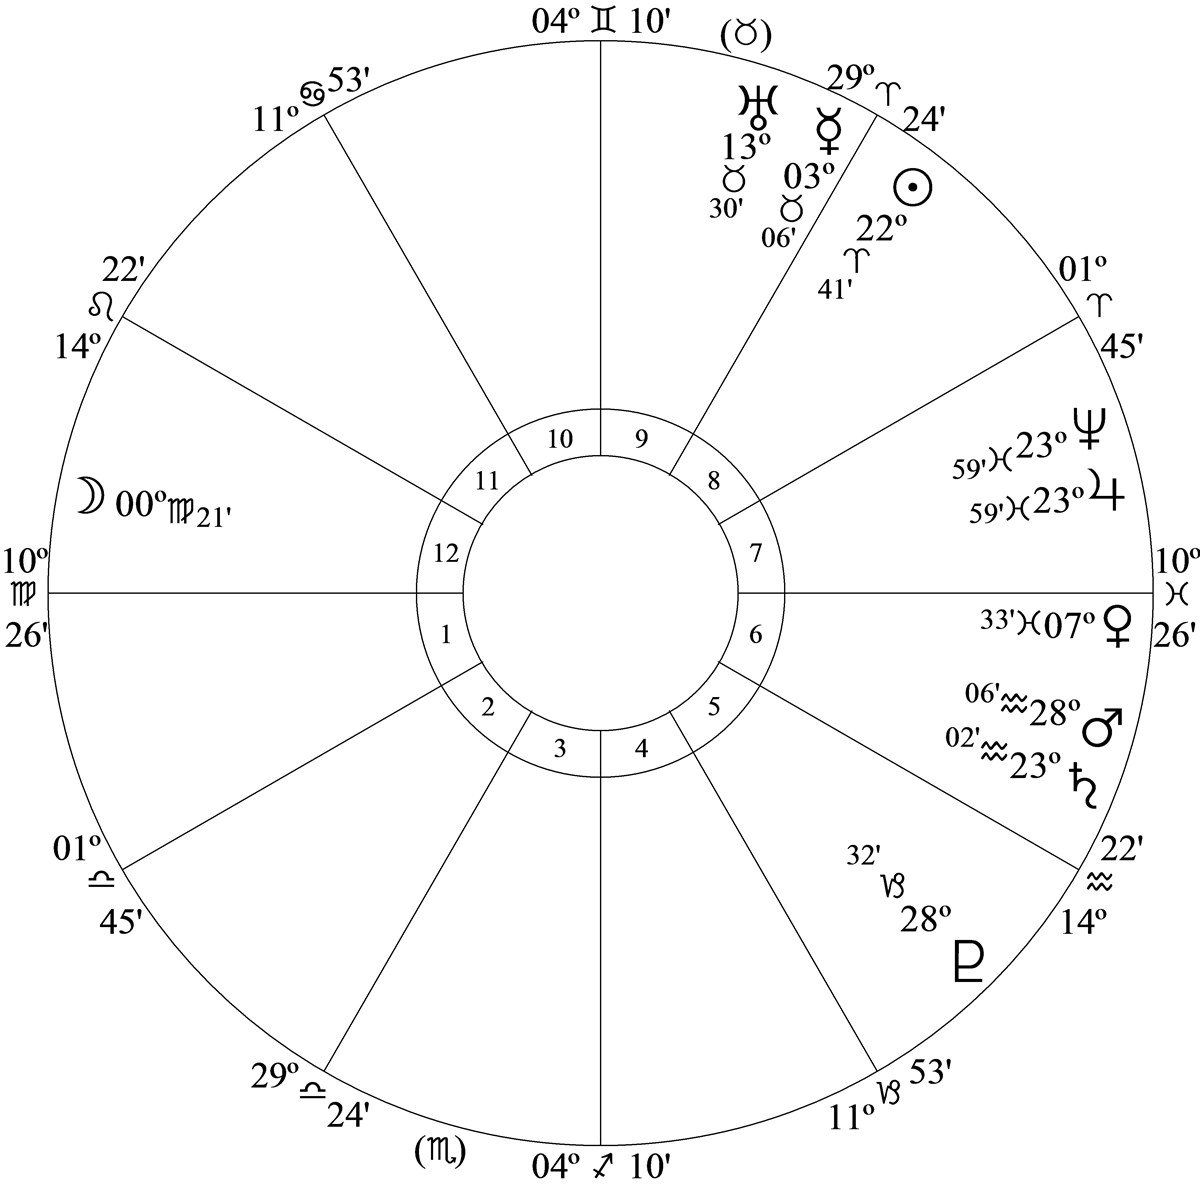 04º ♊ 10'
(♉)
11º ♋ 53'
29º ♈ 24'
♅
13º
♉
30'
☿
03º
♉
06'
☉
22º
♈
41'
22'
♌
14º
01º
♈
45'
♆ 23º ♓ 59'
♃ 23º ♓ 59'
☽ 00º ♍ 21'
10º
♍
26'
10º
♓
26'
10
9
11
8
12
7
1
6
2
5
3
4
33' ♓ 07º ♀
06' ♒ 28º ♂
02' ♒ 23º ♄
32'
♑
28º
♇
01º
♎
45'
22'
♒
14º
29º ♎ 24'
11º ♑ 53'
(♏)
04º ♐ 10'